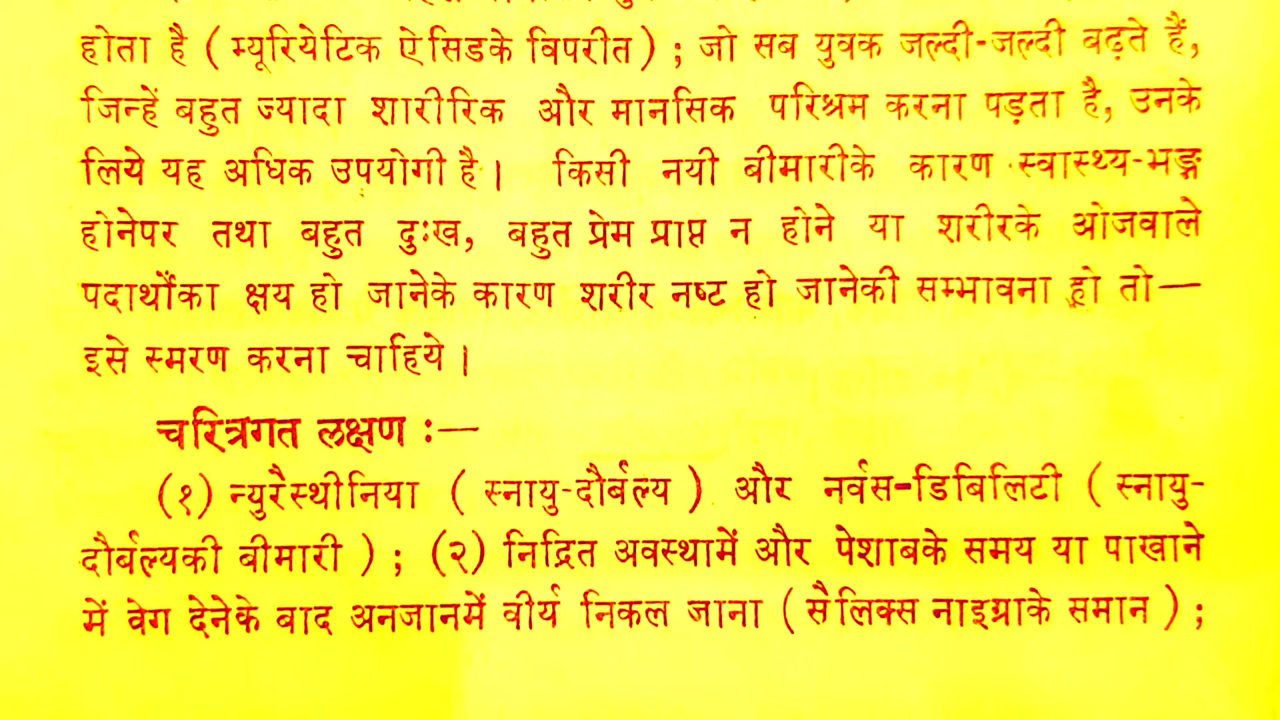 होता है ( म्यूरियेटिक ऐसिडके विपरीत ) ; जो सब युवक जल्दी-जल्दी बढ़ते हैं,
जिन्हें बहुत ज्यादा शारीरिक और मानसिक परिश्रम करना पड़ता है, उनके
लिये यह अधिक उपयोगी है। किसी नयी बीमारीके कारण स्वास्थ्य-भङ्ग
होनेपर तथा बहुत दुःख, बहुत प्रेम प्राप्त न होने या शरीरके ओजवाले
पदार्थोंका क्षय हो जानेके कारण शरीर नष्ट हो जानेकी सम्भावना हो तो—
इसे स्मरण करना चाहिये ।
चरित्रगत लक्षण :—
(१) न्युरैस्थीनिया ( स्नायु-दौर्बल्य ) और नर्वस-डिबिलिटी ( स्नायु-
दौर्बल्यकी बीमारी ) ; (२) निद्रित अवस्थामें और पेशाबके समय या पाखाने
में वेग देनेके बाद अनजानमें वीर्य निकल जाना ( सैलिक्स नाइग्राके समान ) ;